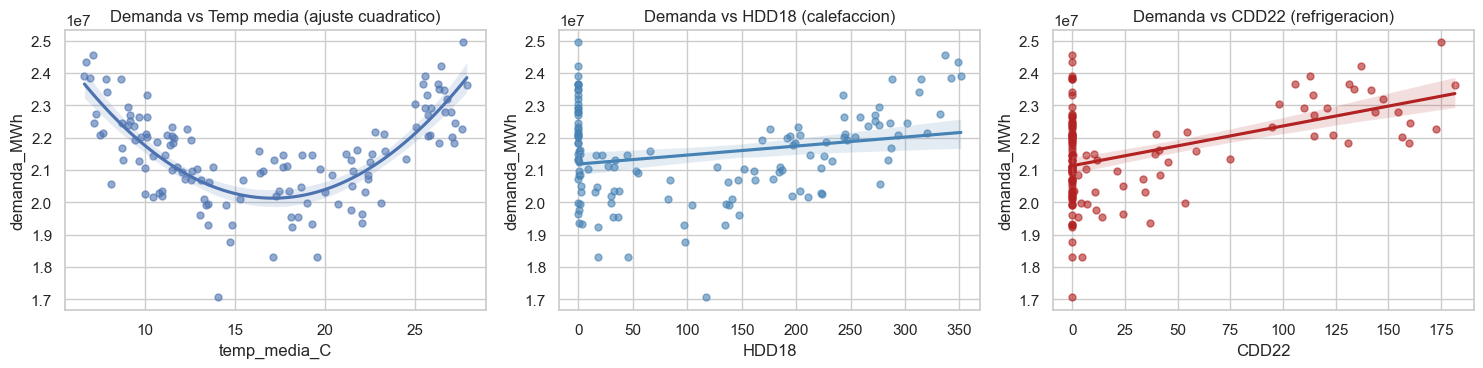 Demanda vs Temp media (ajuste cuadratico)
1e7
2.5
2.4
2.3
2.2
2.1
2.0
1.9
1.8
1.7
demanda_MWh
10 15 20 25
temp_media_C
Demanda vs HDD18 (calefaccion)
1e7
2.5
2.4
2.3
2.2
2.1
2.0
1.9
1.8
1.7
demanda_MWh
0 50 100 150 200 250 300 350
HDD18
Demanda vs CDD22 (refrigeracion)
1e7
2.5
2.4
2.3
2.2
2.1
2.0
1.9
1.8
1.7
demanda_MWh
0 25 50 75 100 125 150 175
CDD22